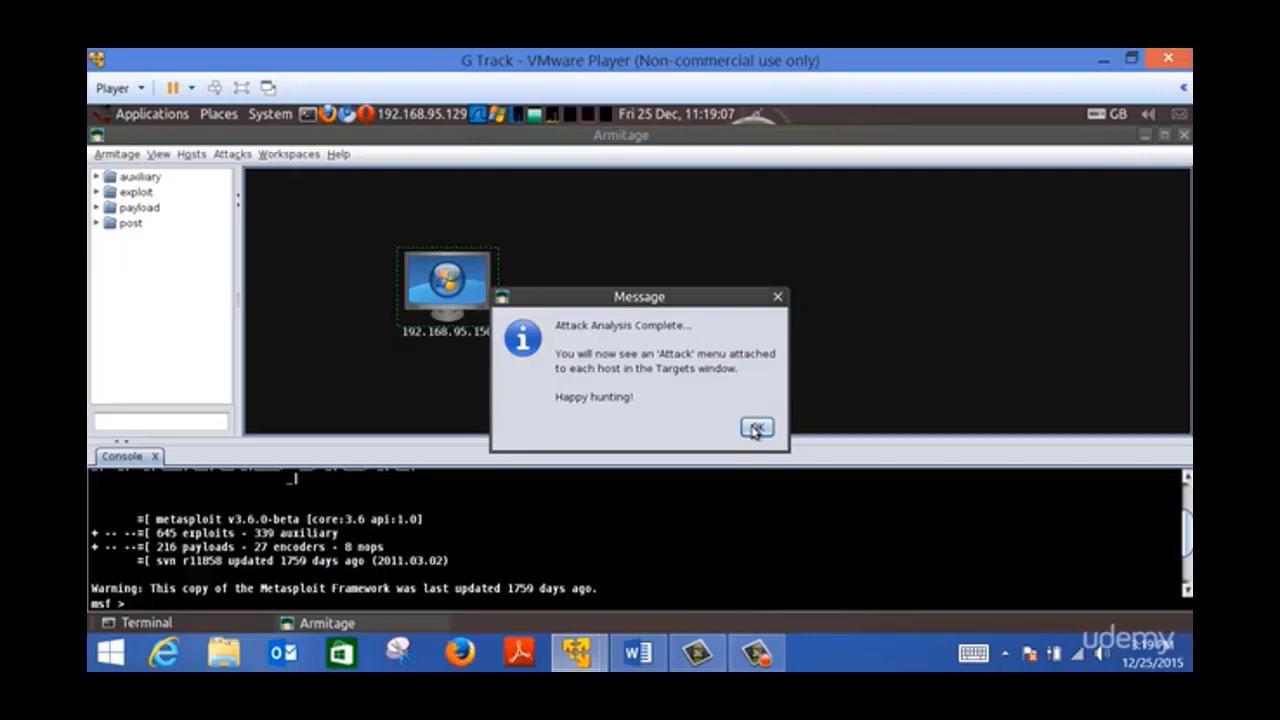 G Track - VMware Player (Non-commercial use only)
Player
Applications Places System 192.168.95.129 Fri 25 Dec, 11:19:07 GB
Armitage
Armitage View Hosts Attacks Workspaces Help
auxiliary
exploit
payload
post
192.168.95.150
Message
Attack Analysis Complete...
You will now see an 'Attack' menu attached
to each host in the Targets window.
Happy hunting!
OK
Console X
=[ metasploit v3.6.0-beta [core:3.6 api:1.0]
+ -- --=[ 645 exploits - 339 auxiliary
+ -- --=[ 216 payloads - 27 encoders - 8 nops
=[ svn r11858 updated 1759 days ago (2011.03.02)
Warning: This copy of the Metasploit Framework was last updated 1759 days ago.
msf >
Terminal Armitage
udemy
12/25/2015